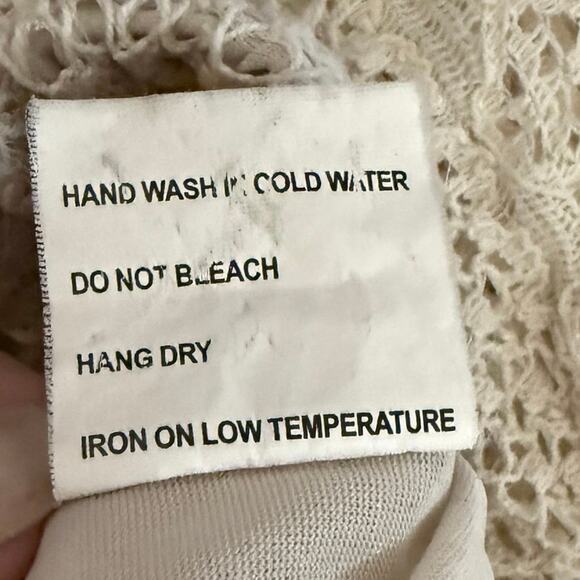 HAND WASH IN COLD WATER
DO NOT BLEACH
HANG DRY
IRON ON LOW TEMPERATURE